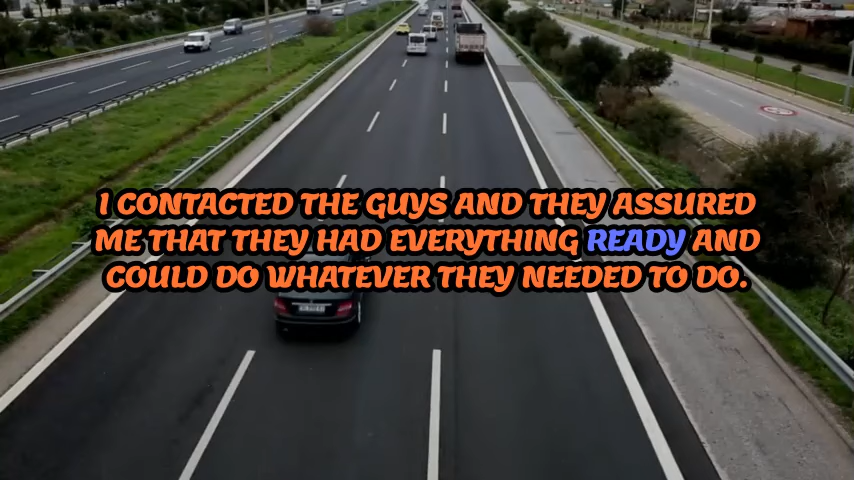 I CONTACTED THE GUYS AND THEY ASSURED
ME THAT THEY HAD EVERYTHING READY AND
COULD DO WHATEVER THEY NEEDED TO DO.